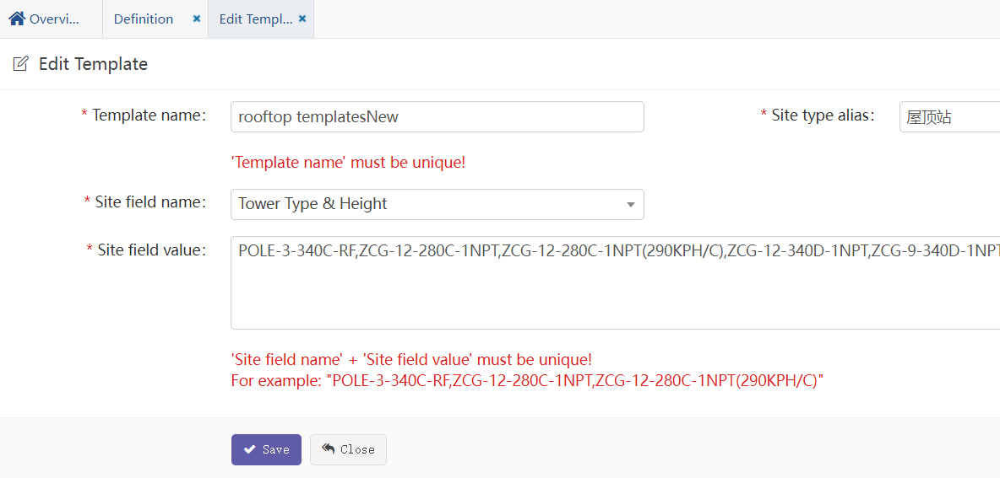 Overvi...
Definition
Edit Templ...
Edit Template
* Template name:
rooftop templatesNew
* Site type alias:
屋顶站
'Template name' must be unique!
* Site field name:
Tower Type & Height
* Site field value:
POLE-3-340C-RF,ZCG-12-280C-1NPT,ZCG-12-280C-1NPT(290KPH/C),ZCG-12-340D-1NPT,ZCG-9-340D-1NPT
'Site field name' + 'Site field value' must be unique!
For example: "POLE-3-340C-RF,ZCG-12-280C-1NPT,ZCG-12-280C-1NPT(290KPH/C)"
Save
Close